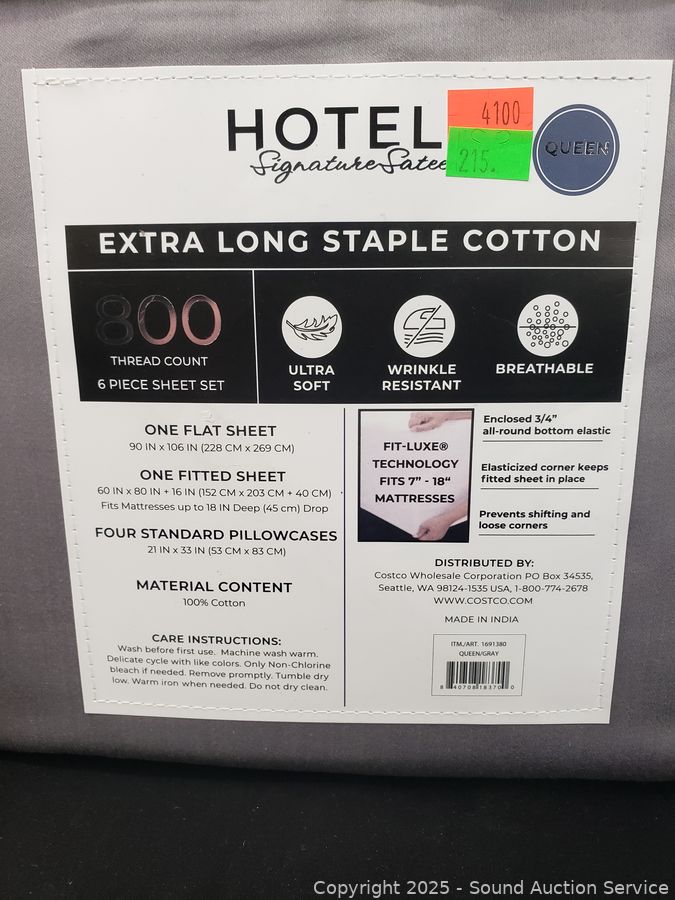 HOTEL
Signature
4100
215.
QUEEN
EXTRA LONG STAPLE COTTON
800
THREAD COUNT
6 PIECE SHEET SET
ULTRA
SOFT
WRINKLE
RESISTANT
BREATHABLE
ONE FLAT SHEET
90 IN x 106 IN (228 CM x 269 CM)
ONE FITTED SHEET
60 IN x 80 IN + 16 IN (152 CM x 203 CM + 40 CM)
Fits Mattresses up to 18 IN Deep (45 cm) Drop
FOUR STANDARD PILLOWCASES
21 IN x 33 IN (53 CM x 83 CM)
MATERIAL CONTENT
100% Cotton
CARE INSTRUCTIONS:
Wash before first use. Machine wash warm.
Delicate cycle with like colors. Only Non-Chlorine
bleach if needed. Remove promptly. Tumble dry
low. Warm iron when needed. Do not dry clean.
FIT-LUXE®
TECHNOLOGY
FITS 7" - 18"
MATTRESSES
Enclosed 3/4"
all-round bottom elastic
Elasticized corner keeps
fitted sheet in place
Prevents shifting and
loose corners
DISTRIBUTED BY:
Costco Wholesale Corporation PO Box 34535,
Seattle, WA 98124-1535 USA, 1-800-774-2678
WWW.COSTCO.COM
MADE IN INDIA
ITM./ART. 1691380
QUEEN/GRAY
8 40708 18370 0
Copyright 2025 - Sound Auction Service